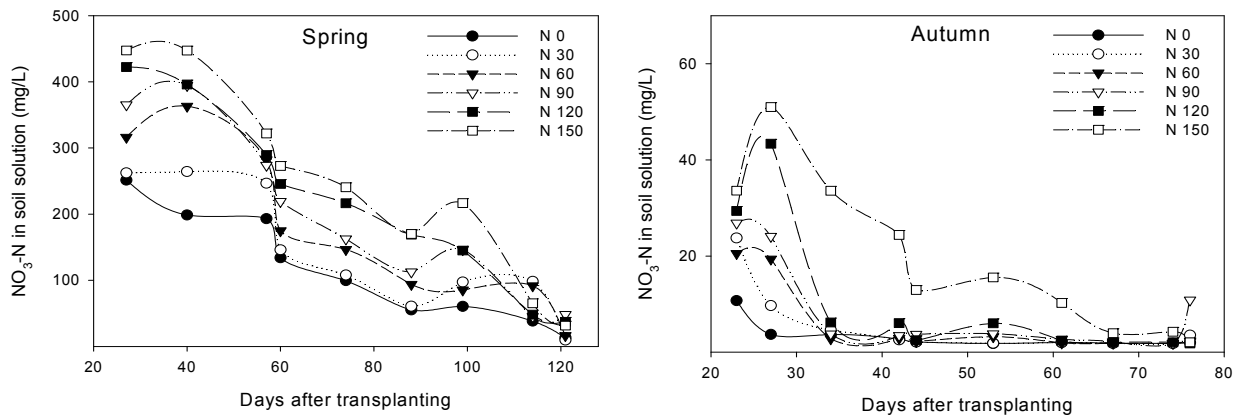 Spring
N 0
N 30
N 60
N 90
N 120
N 150
NO3-N in soil solution (mg/L)
500
400
300
200
100
20 40 60 80 100 120
Days after transplanting
Autumn
N 0
N 30
N 60
N 90
N 120
N 150
NO3-N in soil solution (mg/L)
60
40
20
20 30 40 50 60 70 80
Days after transplanting